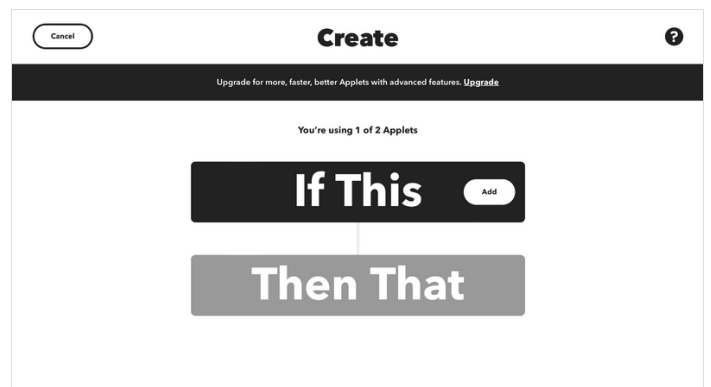 Cancel
Create
?
Upgrade for more, faster, better Applets with advanced features. Upgrade
You're using 1 of 2 Applets
If This
Add
Then That